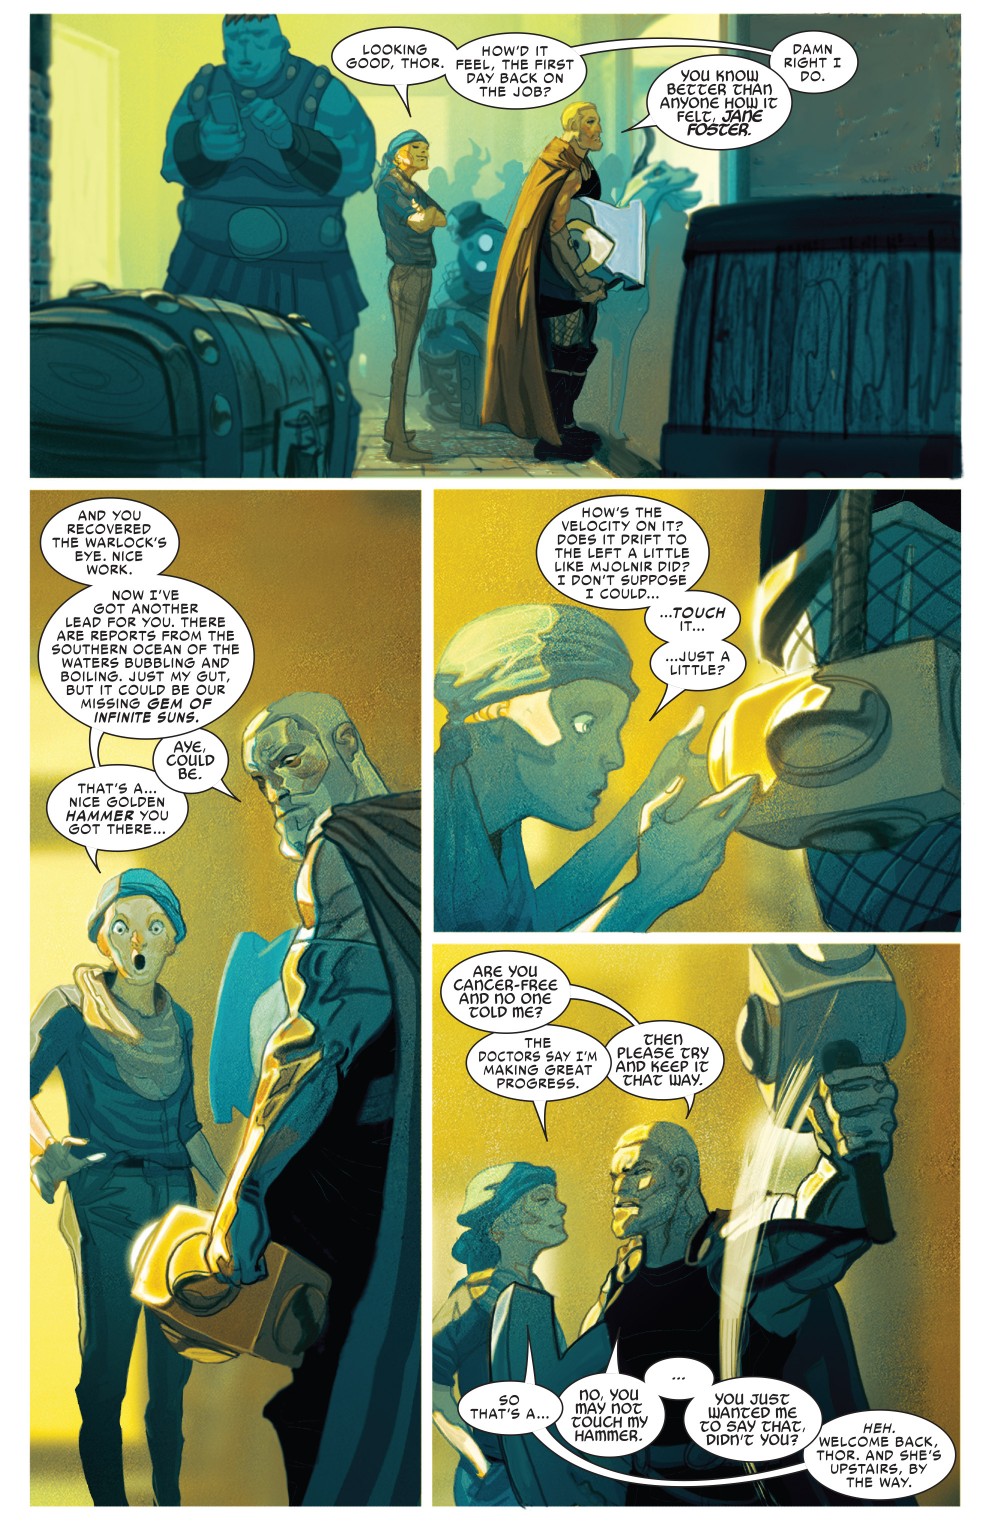 LOOKING
GOOD, THOR.
HOW'D IT
FEEL, THE FIRST
DAY BACK ON
THE JOB?
YOU KNOW
BETTER THAN
ANYONE HOW IT
FELT, JANE
FOSTER.
DAMN
RIGHT I
DO.
AND YOU
RECOVERED
THE WARLOCK'S
EYE. NICE
WORK.
NOW I'VE
GOT ANOTHER
LEAD FOR YOU. THERE
ARE REPORTS FROM THE
SOUTHERN OCEAN OF THE
WATERS BUBBLING AND
BOILING. JUST MY GUT,
BUT IT COULD BE OUR
MISSING GEM OF
INFINITE SUNS.
AYE,
COULD
BE.
THAT'S A...
NICE GOLDEN
HAMMER YOU
GOT THERE...
HOW'S THE
VELOCITY ON IT?
DOES IT DRIFT TO
THE LEFT A LITTLE
LIKE MJOLNIR DID?
I DON'T SUPPOSE
I COULD...
...TOUCH
IT...
...JUST A
LITTLE?
ARE YOU
CANCER-FREE
AND NO ONE
TOLD ME?
THE
DOCTORS SAY I'M
MAKING GREAT
PROGRESS.
THEN
PLEASE TRY
AND KEEP IT
THAT WAY.
SO
THAT'S A...
NO, YOU
MAY NOT
TOUCH MY
HAMMER.
...
YOU JUST
WANTED ME
TO SAY THAT,
DIDN'T YOU?
HEH.
WELCOME BACK,
THOR. AND SHE'S
UPSTAIRS, BY
THE WAY.